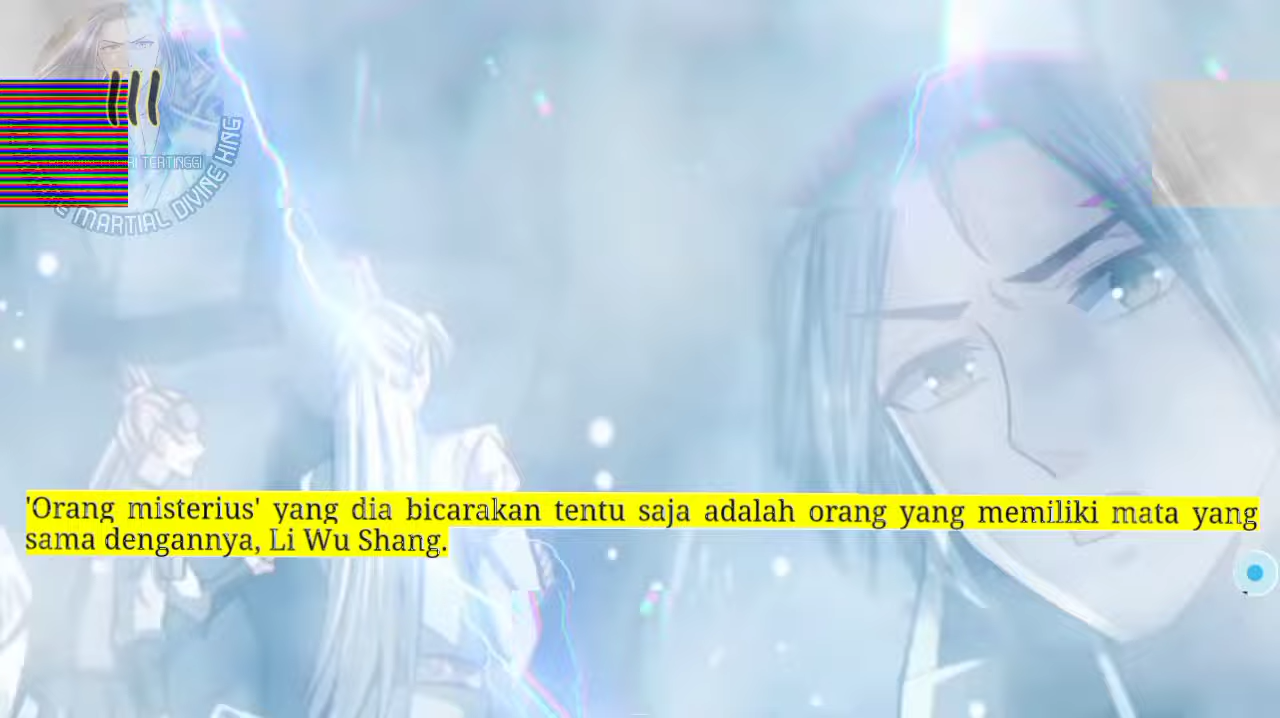 TERTINGGI
MARTIAL DIVINE KING
'Orang misterius' yang dia bicarakan tentu saja adalah orang yang memiliki mata yang
sama dengannya, Li Wu Shang.